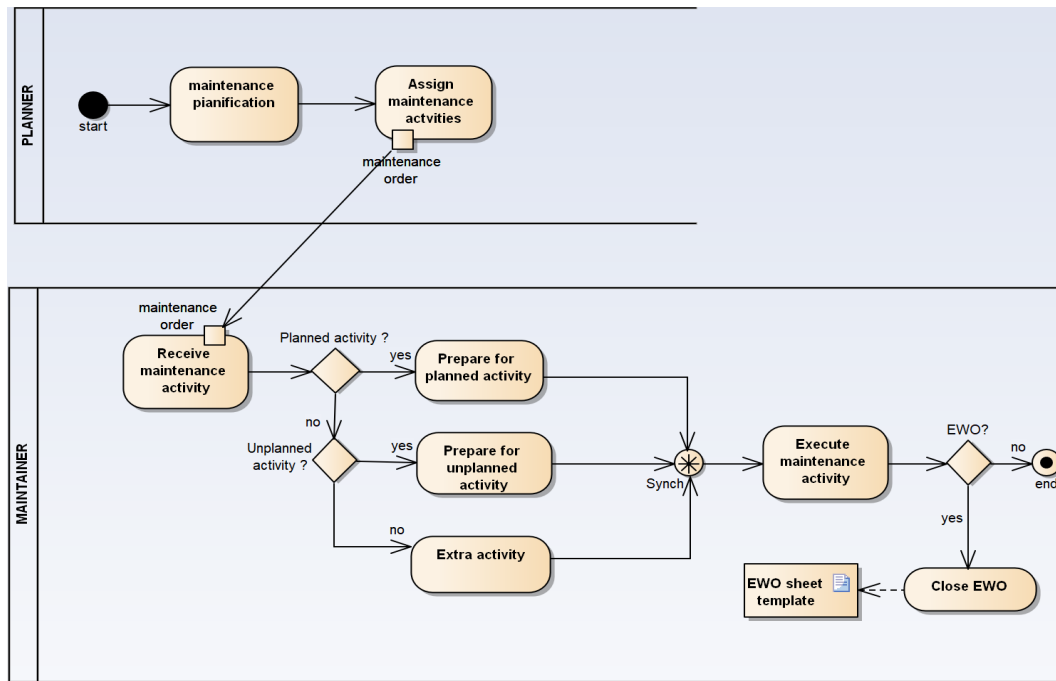 PLANNER
start
maintenance
pianification
Assign
maintenance
actvities
maintenance
order
MAINTAINER
maintenance
order
Receive
maintenance
activity
Planned activity ?
yes
Prepare for
planned activity
no
Unplanned
activity ?
yes
Prepare for
unplanned
activity
no
Extra activity
Synch
Execute
maintenance
activity
EWO?
no
end
yes
Close EWO
EWO sheet
template